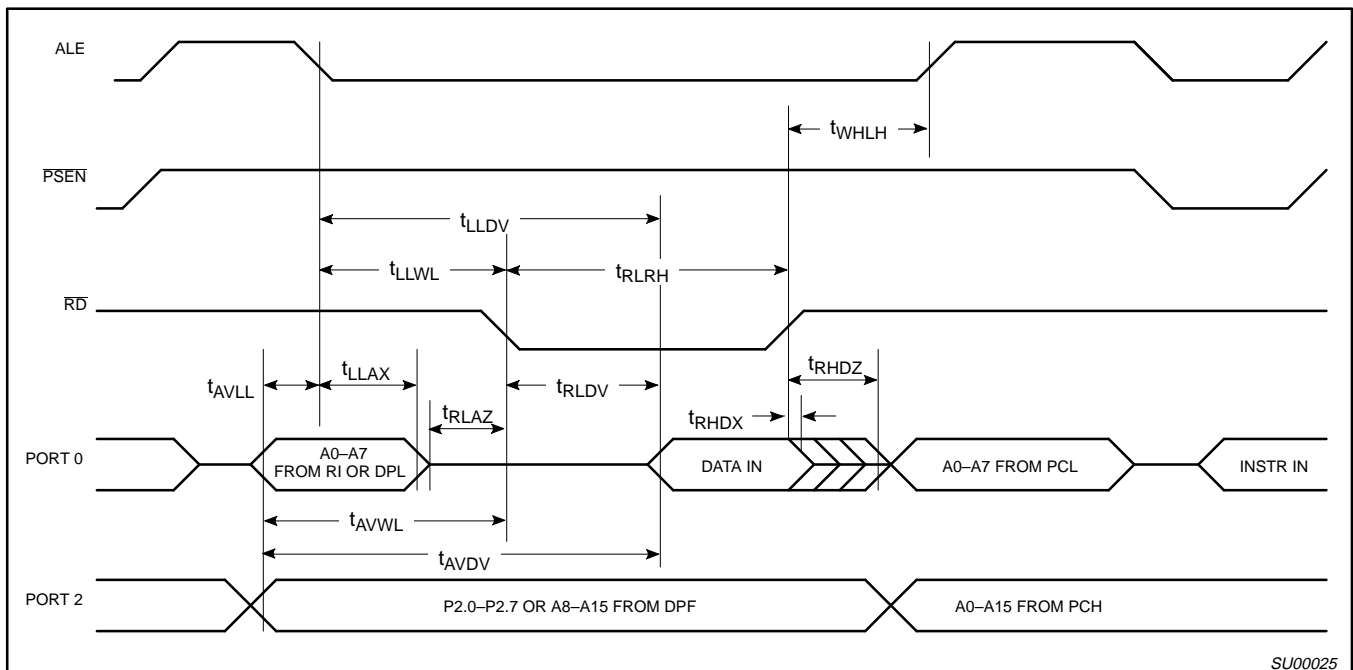 ALE
tWHLH
PSEN
tLLDV
tLLWL
tRLRH
RD
tAVLL
tLLAX
tRLAZ
tRLDV
tRHDZ
tRHDX
PORT 0
A0–A7
FROM RI OR DPL
DATA IN
A0–A7 FROM PCL
INSTR IN
tAVWL
tAVDV
PORT 2
P2.0–P2.7 OR A8–A15 FROM DPF
A0–A15 FROM PCH
SU00025